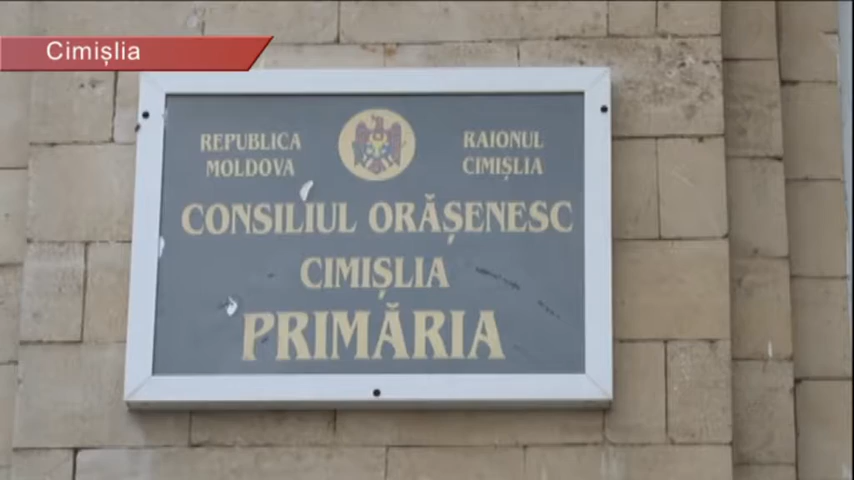 Cimișlia
REPUBLICA
MOLDOVA
RAIONUL
CIMIȘLIA
CONSILIUL ORĂȘENESC
CIMIȘLIA
PRIMĂRIA